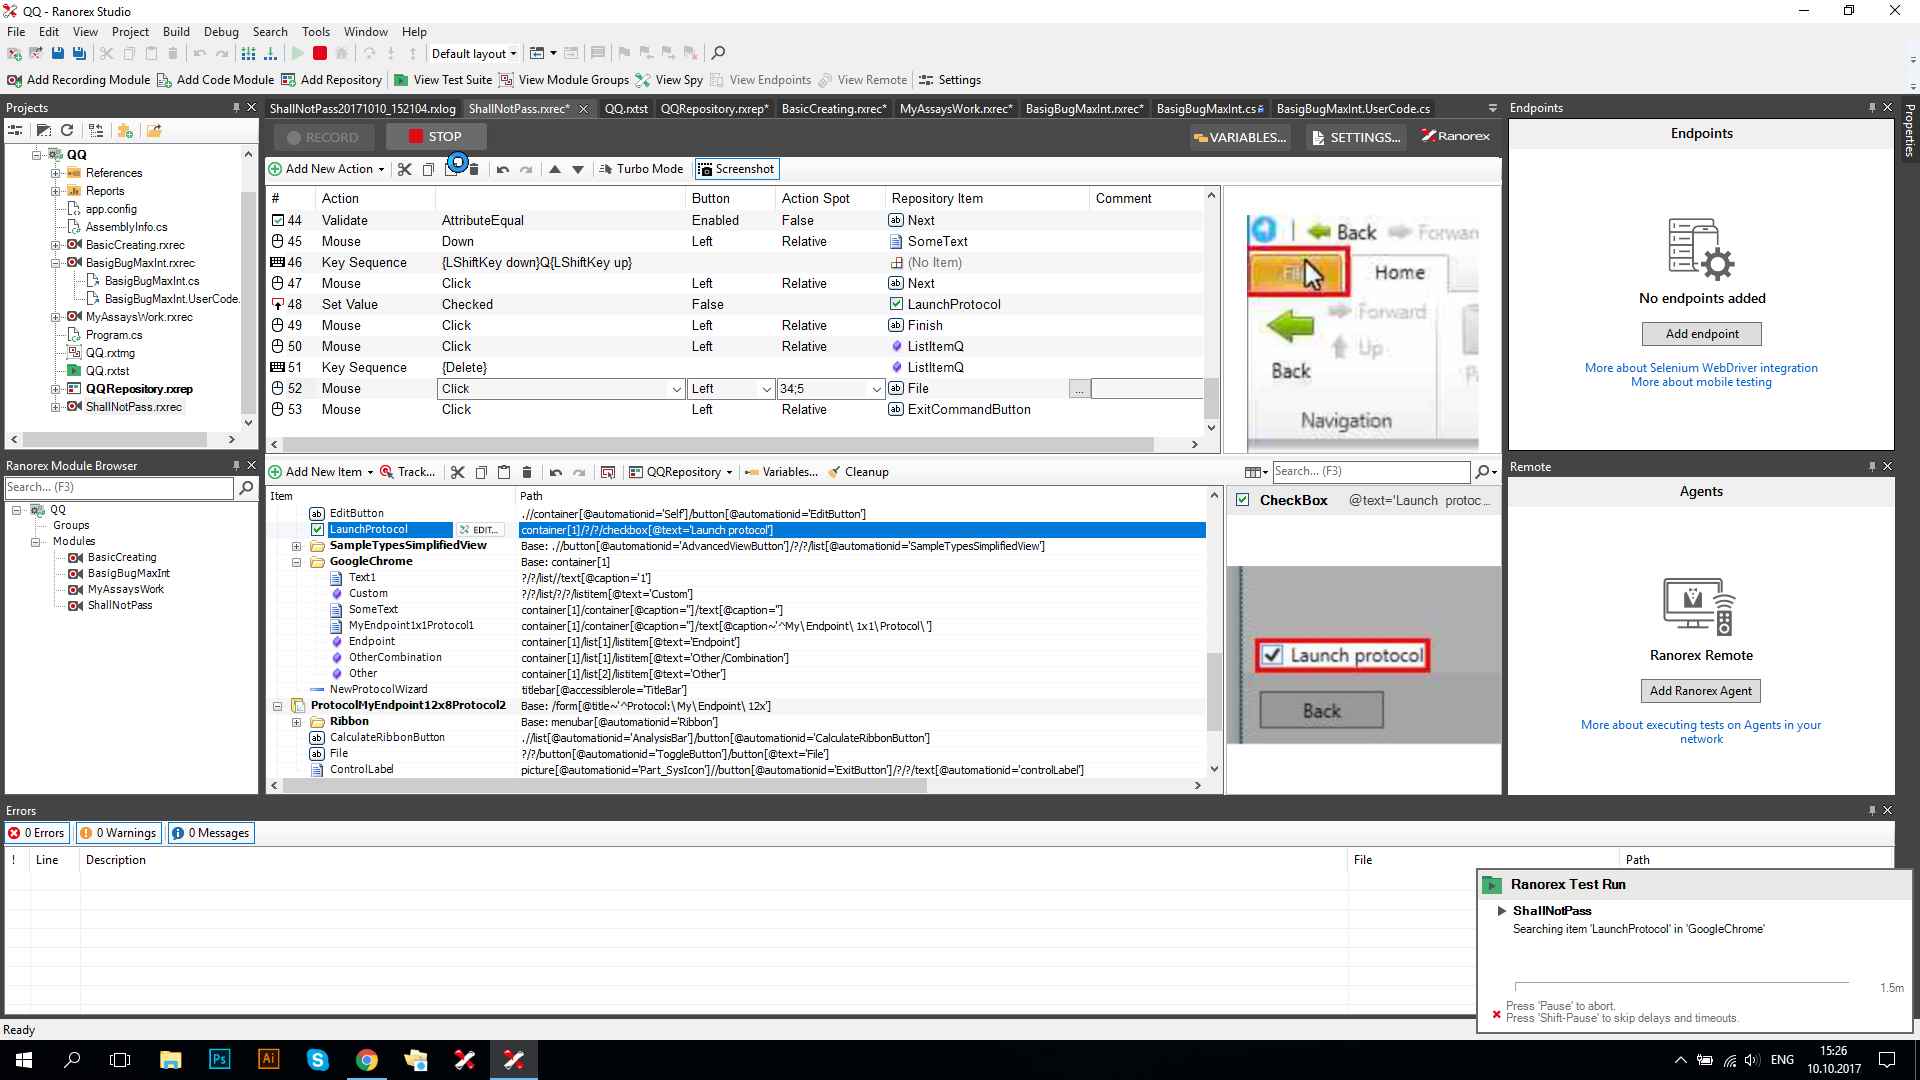 QQ - Ranorex Studio
File Edit View Project Build Debug Search Tools Window Help
Default layout
Add Recording Module Add Code Module Add Repository View Test Suite View Module Groups View Spy View Endpoints View Remote Settings
Projects
QQ
References
Reports
app.config
AssemblyInfo.cs
BasicCreating.rxrec
BasigBugMaxInt.rxrec
BasigBugMaxInt.cs
BasigBugMaxInt.UserCode.
MyAssaysWork.rxrec
Program.cs
QQ.rxtmg
QQ.rxtst
QQRepository.rxrep
ShallNotPass.rxrec
Ranorex Module Browser
Search... (F3)
QQ
Groups
Modules
BasicCreating
BasigBugMaxInt
MyAssaysWork
ShallNotPass
ShallNotPass20171010_152104.rxlog ShallNotPass.rxrec* QQ.rxtst QQRepository.rxrep* BasicCreating.rxrec* MyAssaysWork.rxrec* BasigBugMaxInt.rxrec* BasigBugMaxInt.cs BasigBugMaxInt.UserCode.cs
RECORD STOP VARIABLES... SETTINGS... Ranorex
Add New Action Turbo Mode Screenshot
# Action Button Action Spot Repository Item Comment
44 Validate AttributeEqual Enabled False Next
45 Mouse Down Left Relative SomeText
46 Key Sequence {LShiftKey down}Q{LShiftKey up} (No Item)
47 Mouse Click Left Relative Next
48 Set Value Checked False LaunchProtocol
49 Mouse Click Left Relative Finish
50 Mouse Click Left Relative ListItemQ
51 Key Sequence {Delete} ListItemQ
52 Mouse Click Left 34;5 File ...
53 Mouse Click Left Relative ExitCommandButton
Back Forward
Home
Forward
Up
Back
Navigation
Add New Item Track... QQRepository Variables... Cleanup Search... (F3)
Item Path
EditButton .//container[@automationid='Self']/button[@automationid='EditButton']
LaunchProtocol EDIT... container[1]/?/?/checkbox[@text='Launch protocol']
SampleTypesSimplifiedView Base: .//button[@automationid='AdvancedViewButton']/?/?/list[@automationid='SampleTypesSimplifiedView']
GoogleChrome Base: container[1]
Text1 ?/?/list//text[@caption='1']
Custom ?/?/list/?/?/listitem[@text='Custom']
SomeText container[1]/container[@caption='']/text[@caption='']
MyEndpoint1x1Protocol1 container[1]/container[@caption='']/text[@caption~'^My\ Endpoint\ 1x1\ Protocol\ ']
Endpoint container[1]/list[1]/listitem[@text='Endpoint']
OtherCombination container[1]/list[1]/listitem[@text='Other/Combination']
Other container[1]/list[2]/listitem[@text='Other']
NewProtocolWizard titlebar[@accessiblerole='TitleBar']
ProtocolMyEndpoint12x8Protocol2 Base: /form[@title~'^Protocol:\ My\ Endpoint\ 12x']
Ribbon Base: menubar[@automationid='Ribbon']
CalculateRibbonButton .//list[@automationid='AnalysisBar']/button[@automationid='CalculateRibbonButton']
File ?/?/button[@automationid='ToggleButton']/button[@text='File']
ControlLabel picture[@automationid='Part_SysIcon']//button[@automationid='ExitButton']/?/?/text[@automationid='controlLabel']
CheckBox @text='Launch protoc...
Launch protocol
Back
Endpoints
Endpoints
No endpoints added
Add endpoint
More about Selenium WebDriver integration
More about mobile testing
Remote
Agents
Ranorex Remote
Add Ranorex Agent
More about executing tests on Agents in your
network
Properties
Errors
0 Errors 0 Warnings 0 Messages
! Line Description File Path
Ranorex Test Run
ShallNotPass
Searching item 'LaunchProtocol' in 'GoogleChrome'
1.5m
Press 'Pause' to abort.
Press 'Shift-Pause' to skip delays and timeouts.
Ready
Ps Ai
ENG
15:26
10.10.2017